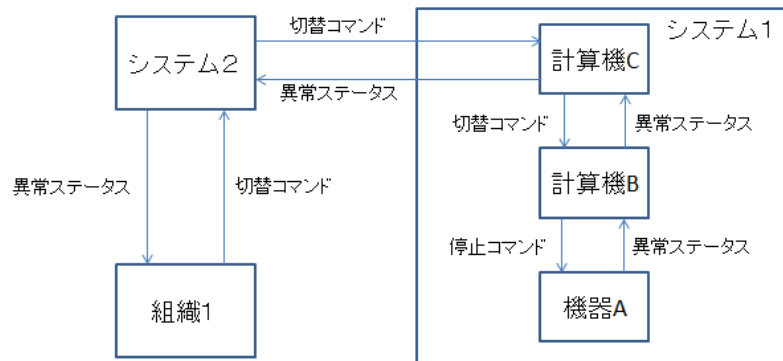 切替コマンド
システム1
システム２
計算機C
異常ステータス
切替コマンド
異常ステータス
異常ステータス
切替コマンド
計算機B
停止コマンド
異常ステータス
組織1
機器A